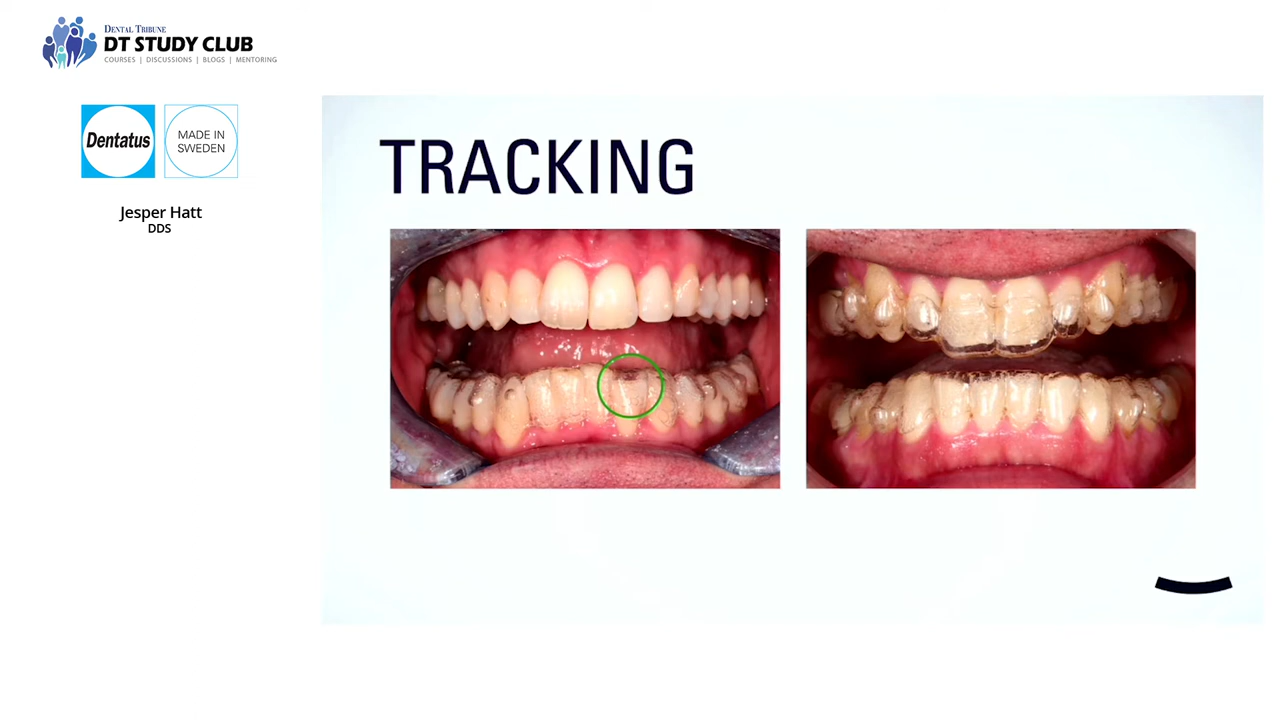 DENTAL TRIBUNE
DT STUDY CLUB
COURSES | DISCUSSIONS | BLOGS | MENTORING
Dentatus
MADE IN
SWEDEN
Jesper Hatt
DDS
TRACKING